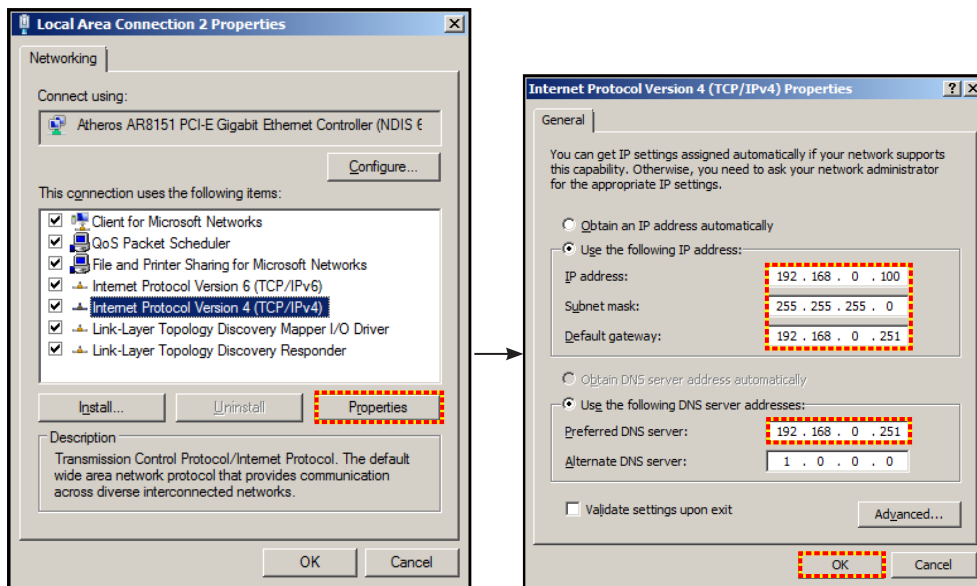 Local Area Connection 2 Properties
Networking
Connect using:
Atheros AR8151 PCI-E Gigabit Ethernet Controller (NDIS 6
Configure...
This connection uses the following items:
Client for Microsoft Networks
QoS Packet Scheduler
File and Printer Sharing for Microsoft Networks
Internet Protocol Version 6 (TCP/IPv6)
Internet Protocol Version 4 (TCP/IPv4)
Link-Layer Topology Discovery Mapper I/O Driver
Link-Layer Topology Discovery Responder
Install... Uninstall Properties
Description
Transmission Control Protocol/Internet Protocol. The default
wide area network protocol that provides communication
across diverse interconnected networks.
OK Cancel
Internet Protocol Version 4 (TCP/IPv4) Properties
General
You can get IP settings assigned automatically if your network supports
this capability. Otherwise, you need to ask your network administrator
for the appropriate IP settings.
Obtain an IP address automatically
Use the following IP address:
IP address: 192 . 168 . 0 . 100
Subnet mask: 255 . 255 . 255 . 0
Default gateway: 192 . 168 . 0 . 251
Obtain DNS server address automatically
Use the following DNS server addresses:
Preferred DNS server: 192 . 168 . 0 . 251
Alternate DNS server: 1 . 0 . 0 . 0
Validate settings upon exit
Advanced...
OK Cancel